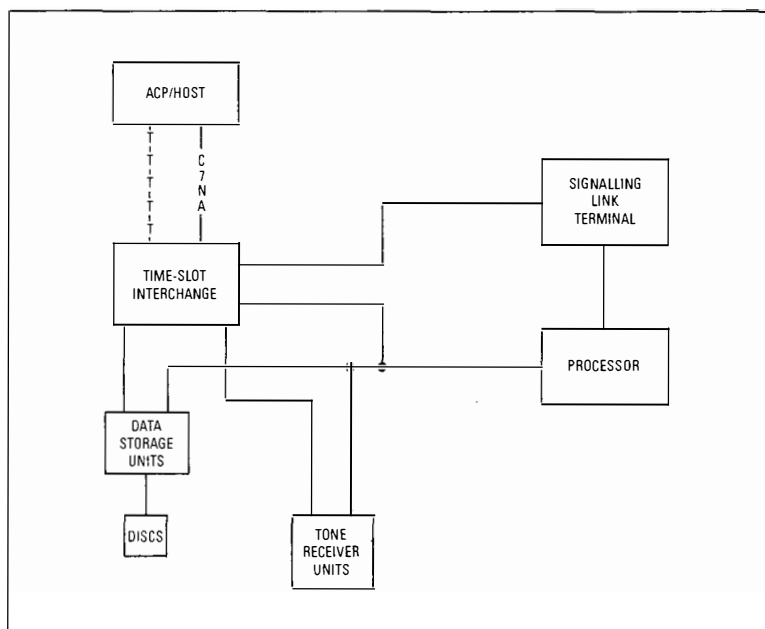 ACP/HOST
T
T
T
T
T
C
7
N
A
SIGNALLING
LINK
TERMINAL
TIME-SLOT
INTERCHANGE
PROCESSOR
DATA
STORAGE
UNITS
DISCS
TONE
RECEIVER
UNITS